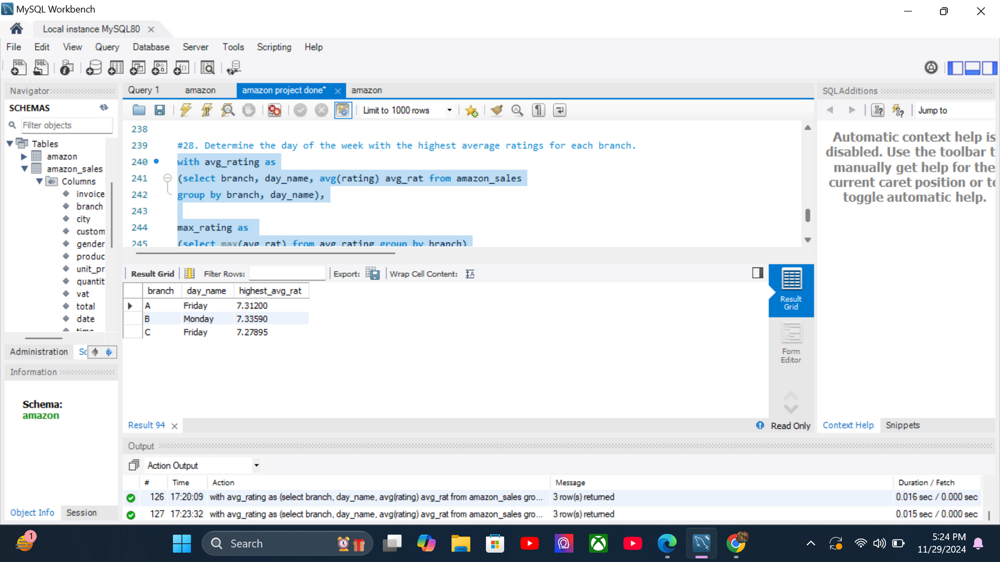 MySQL Workbench
Local instance MySQL80
File Edit View Query Database Server Tools Scripting Help
Navigator
SCHEMAS
Filter objects
Tables
amazon
amazon_sales
Columns
invoice
branch
city
custom
gender
produc
unit_pr
quantit
vat
total
date
time
Administration Sc
Information
Schema:
amazon
Object Info Session
Query 1 amazon amazon project done* amazon
Limit to 1000 rows
238
239 #28. Determine the day of the week with the highest average ratings for each branch.
240 with avg_rating as
241 (select branch, day_name, avg(rating) avg_rat from amazon_sales
242 group by branch, day_name),
243
244 max_rating as
245 (select max(avg_rat) from avg_rating group by branch)
Result Grid Filter Rows: Export: Wrap Cell Content:
branch day_name highest_avg_rat
A Friday 7.31200
B Monday 7.33590
C Friday 7.27895
Result Grid
Form Editor
Result 94
Read Only
SQLAdditions
Jump to
Automatic context help is
disabled. Use the toolbar t
manually get help for the
current caret position or to
toggle automatic help.
Context Help Snippets
Output
Action Output
# Time Action Message Duration / Fetch
126 17:20:09 with avg_rating as (select branch, day_name, avg(rating) avg_rat from amazon_sales gro... 3 row(s) returned 0.016 sec / 0.000 sec
127 17:23:32 with avg_rating as (select branch, day_name, avg(rating) avg_rat from amazon_sales gro... 3 row(s) returned 0.015 sec / 0.000 sec
1
Search
5:24 PM
11/29/2024